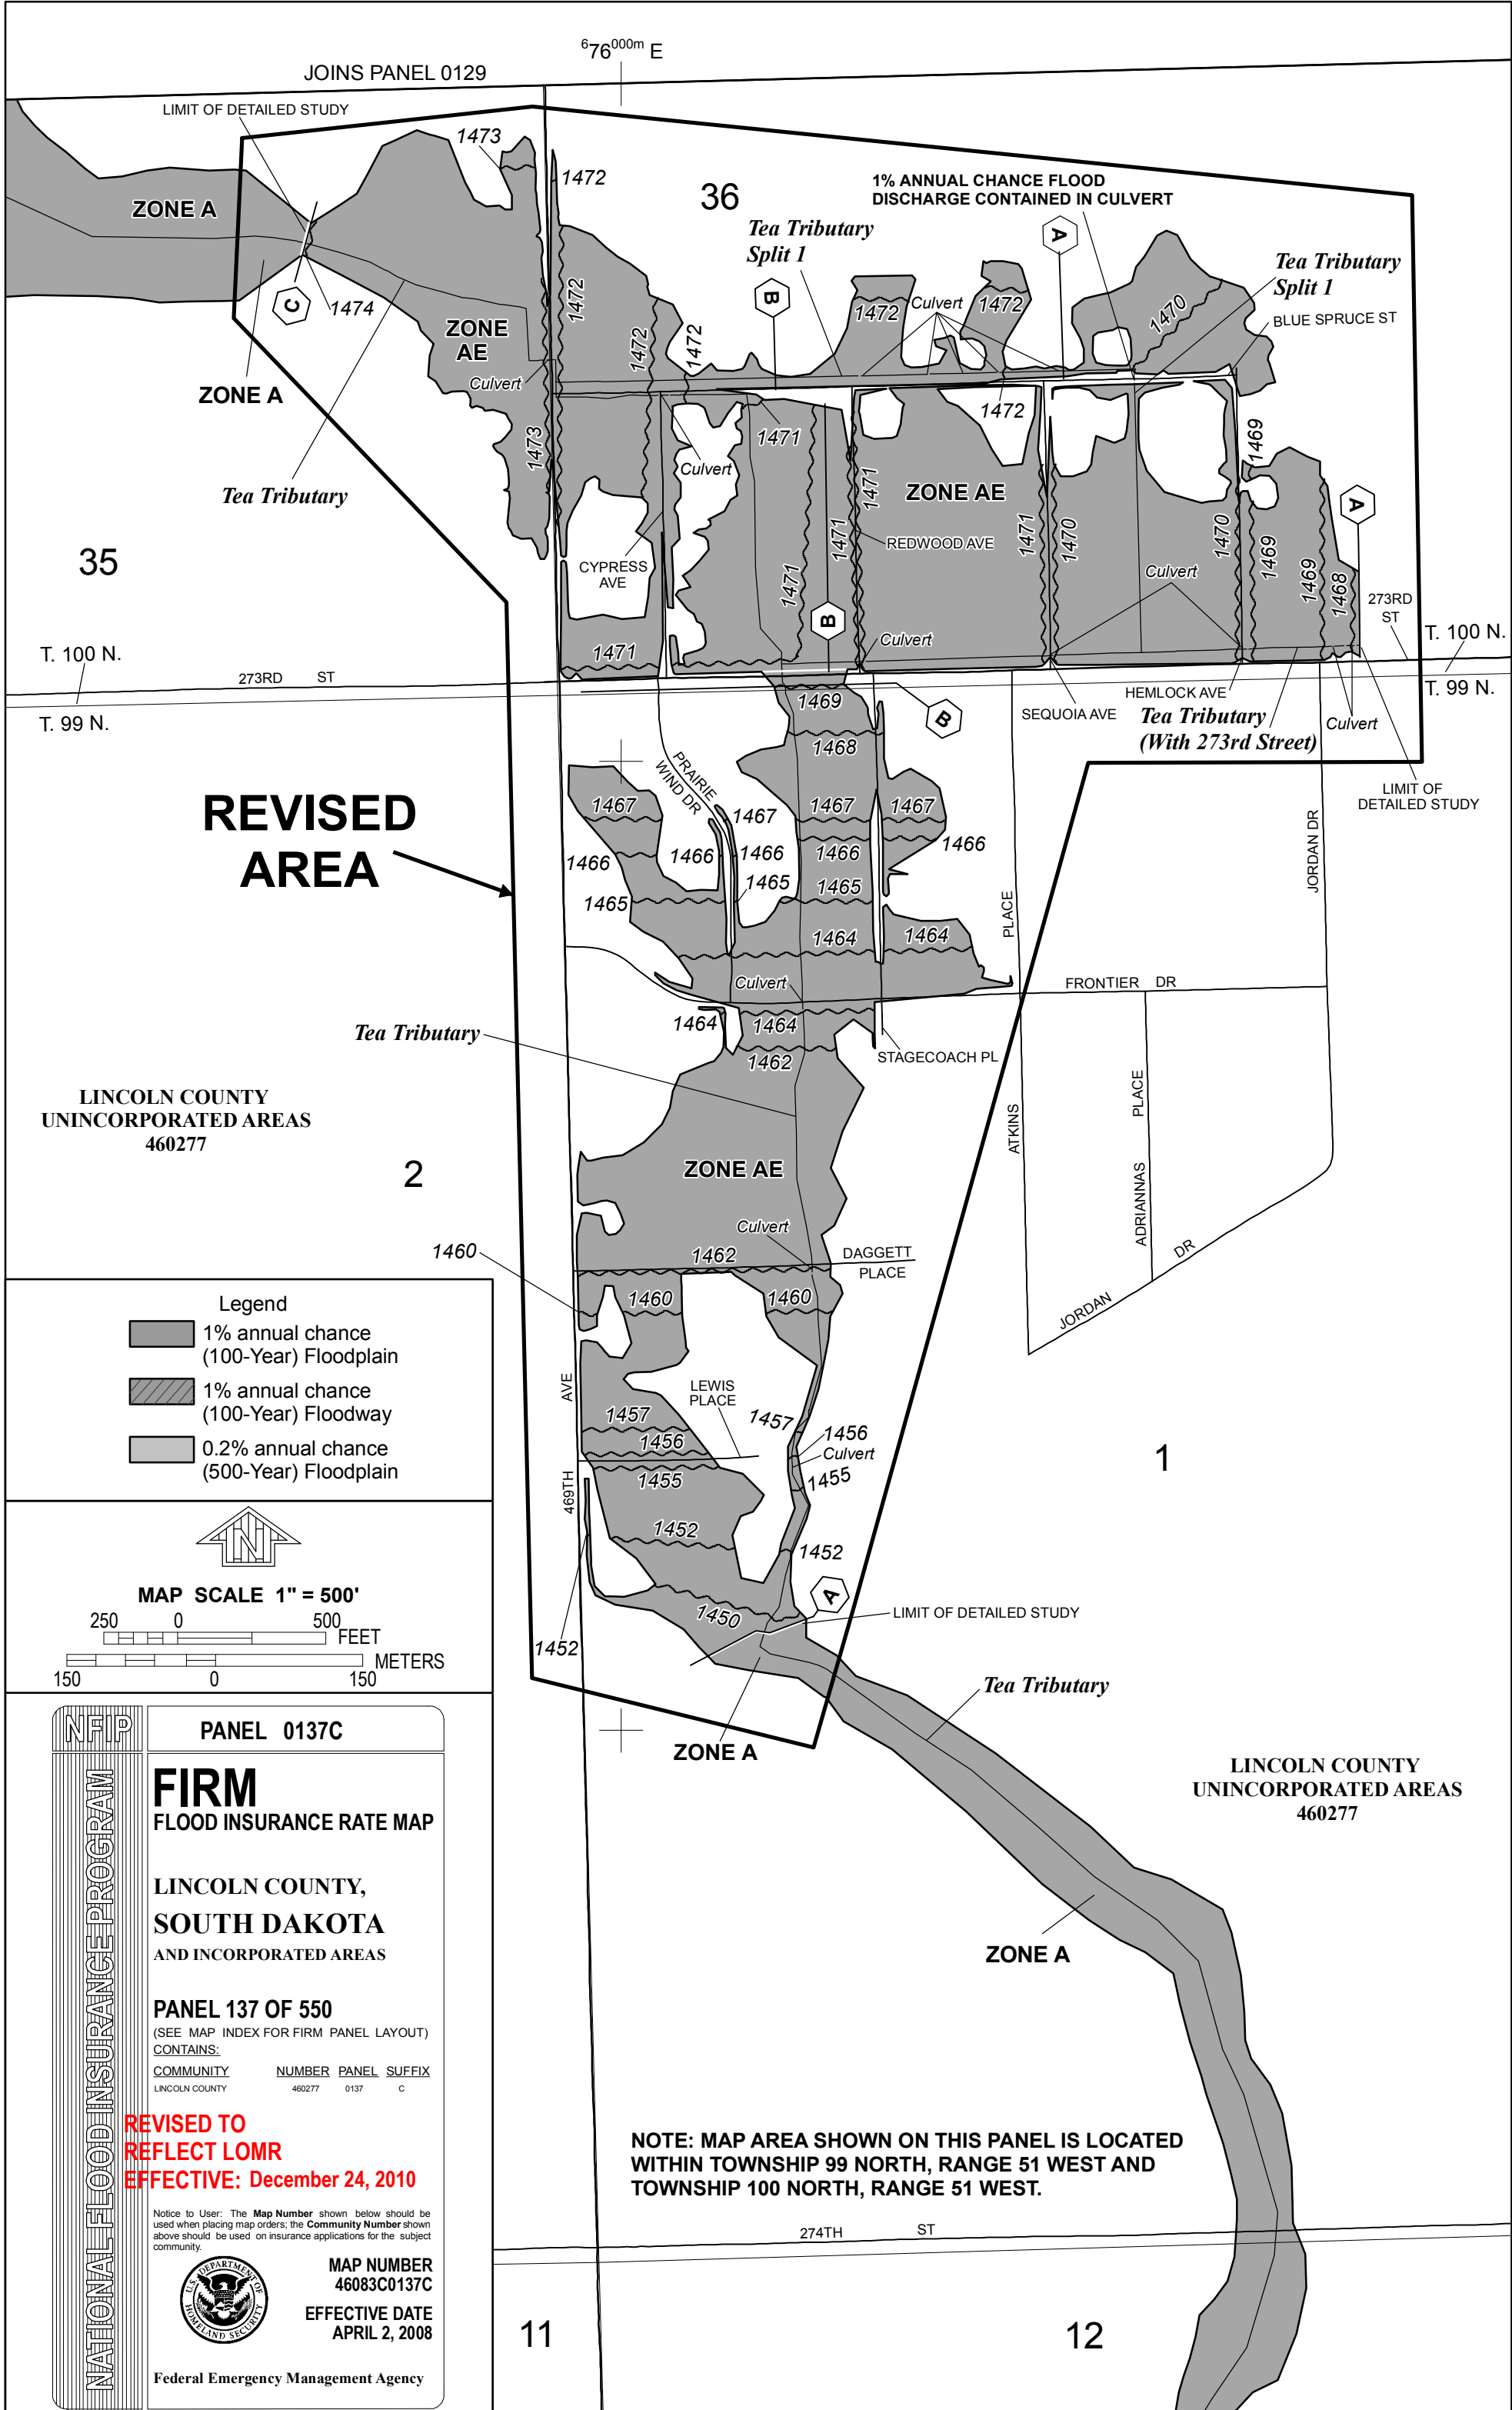 JOINS PANEL 0129
676000m E
LIMIT OF DETAILED STUDY
1473
1472
36
1% ANNUAL CHANCE FLOOD
DISCHARGE CONTAINED IN CULVERT
ZONE A
Tea Tributary
Split 1
A
Tea Tributary
Split 1
C
1474
1472
B
1472
Culvert
1472
1470
BLUE SPRUCE ST
ZONE
AE
1472
1472
Culvert
ZONE A
1472
1473
1471
1469
Culvert
1471
ZONE AE
A
Tea Tributary
1471
1471
1470
1470
REDWOOD AVE
35
CYPRESS
AVE
1471
Culvert
1469
1469
1468
273RD
ST
B
Culvert
T. 100 N.
T. 100 N.
1471
273RD ST
T. 99 N.
T. 99 N.
1469
B
SEQUOIA AVE
HEMLOCK AVE
Tea Tributary
(With 273rd Street)
Culvert
1468
PRAIRIE
WIND DR
LIMIT OF
DETAILED STUDY
REVISED
AREA
1467
1467
1467
1467
1466
1466
1466
1466
1466
JORDAN DR
1465
1465
1465
PLACE
1464
1464
Culvert
FRONTIER DR
1464
1464
Tea Tributary
1462
STAGECOACH PL
LINCOLN COUNTY
UNINCORPORATED AREAS
460277
ATKINS
PLACE
2
ZONE AE
ADRIANNAS
Culvert
1460
1462
DAGGETT
PLACE
DR
JORDAN
1460
1460
Legend
1% annual chance
(100-Year) Floodplain
1% annual chance
(100-Year) Floodway
0.2% annual chance
(500-Year) Floodplain
AVE
LEWIS
PLACE
1457
1457
1456
1456
Culvert
1455
1455
1
469TH
1452
1452
A
1450
LIMIT OF DETAILED STUDY
1452
N
MAP SCALE 1" = 500'
250 0 500
FEET
METERS
150 0 150
Tea Tributary
ZONE A
LINCOLN COUNTY
UNINCORPORATED AREAS
460277
ZONE A
NFIP
NATIONAL FLOOD INSURANCE PROGRAM
PANEL 0137C
FIRM
FLOOD INSURANCE RATE MAP
LINCOLN COUNTY,
SOUTH DAKOTA
AND INCORPORATED AREAS
PANEL 137 OF 550
(SEE MAP INDEX FOR FIRM PANEL LAYOUT)
CONTAINS:
COMMUNITY NUMBER PANEL SUFFIX
LINCOLN COUNTY 460277 0137 C
REVISED TO
REFLECT LOMR
EFFECTIVE: December 24, 2010
Notice to User: The Map Number shown below should be
used when placing map orders; the Community Number shown
above should be used on insurance applications for the subject
community.
U.S. DEPARTMENT OF HOMELAND SECURITY
MAP NUMBER
46083C0137C
EFFECTIVE DATE
APRIL 2, 2008
Federal Emergency Management Agency
NOTE: MAP AREA SHOWN ON THIS PANEL IS LOCATED
WITHIN TOWNSHIP 99 NORTH, RANGE 51 WEST AND
TOWNSHIP 100 NORTH, RANGE 51 WEST.
274TH ST
11
12